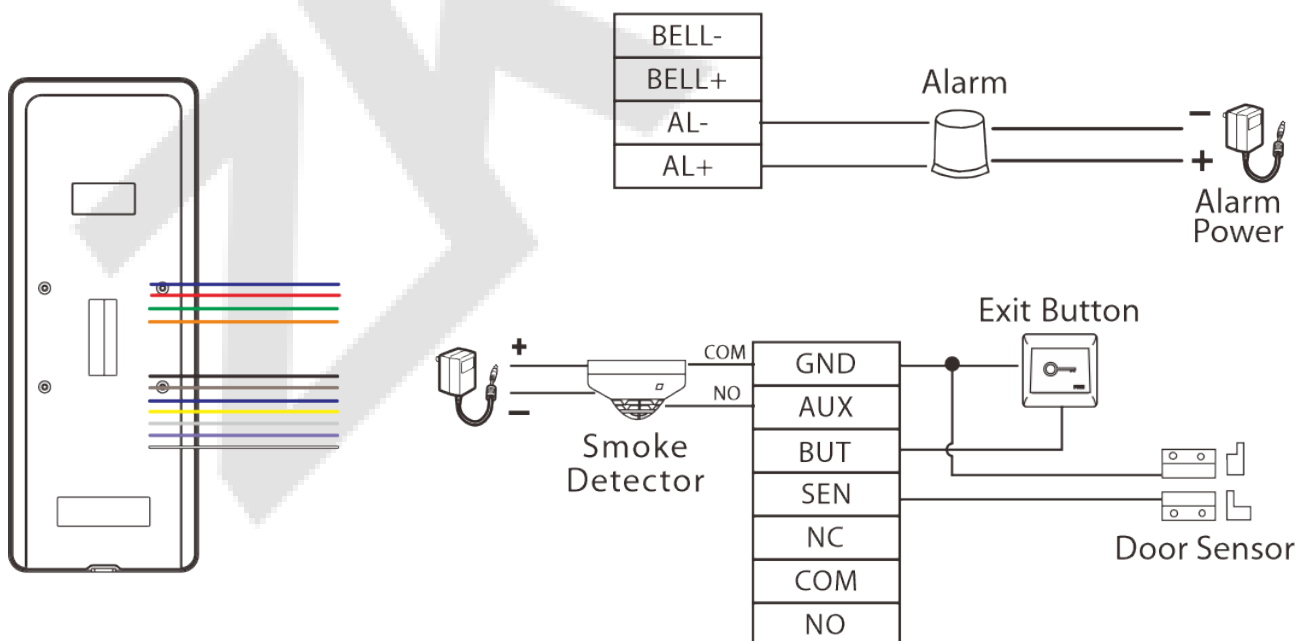 BELL-
BELL+
AL-
AL+
Alarm
-
+
Alarm
Power
+
-
Smoke
Detector
COM
NO
GND
AUX
BUT
SEN
NC
COM
NO
Exit Button
Door Sensor